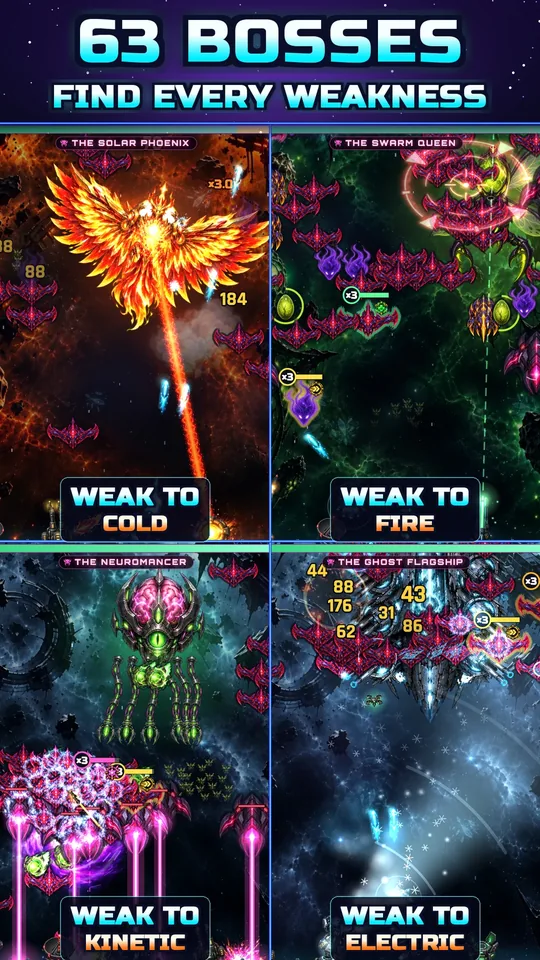 63 BOSSES
FIND EVERY WEAKNESS
THE SOLAR PHOENIX
x3.0
88
88
184
WEAK TO
COLD
THE SWARM QUEEN
x3
x3
WEAK TO
FIRE
THE NEUROMANCER
x3
WEAK TO
KINETIC
THE GHOST FLAGSHIP
44
x3
88
43
176
31
x3
62
86
WEAK TO
ELECTRIC